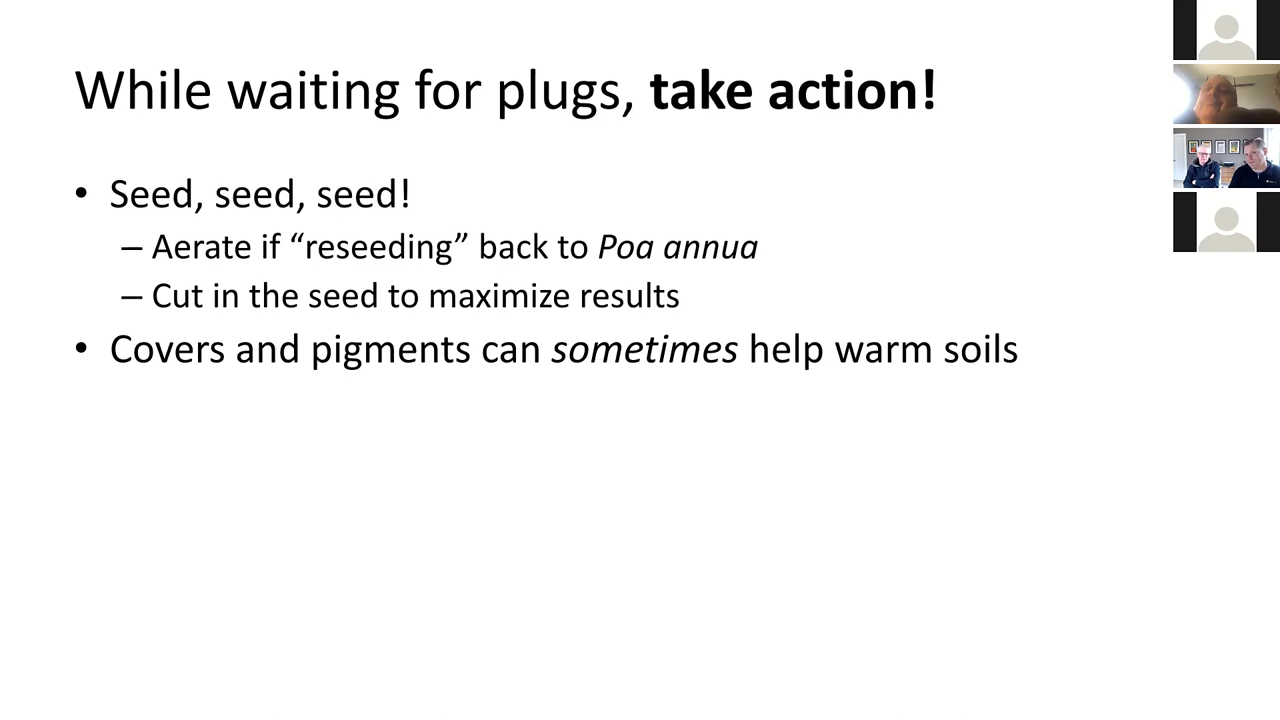 While waiting for plugs, take action!
• Seed, seed, seed!
– Aerate if “reseeding” back to Poa annua
– Cut in the seed to maximize results
• Covers and pigments can sometimes help warm soils